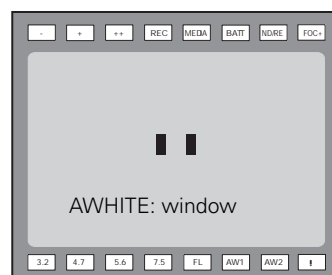 - + ++ REC MEDIA BATT ND/RE FOC+
AWHITE: window
3.2 4.7 5.6 7.5 FL AW1 AW2 !